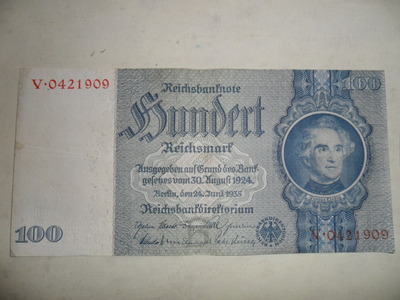 V·0421909
Reichsbanknote
100
Hundert
Reichsmark
Ausgegeben auf Grund des Bank-
gesetzes vom 30. August 1924
Berlin, den 24. Juni 1935
Reichsbankdirektorium
100
V·0421909